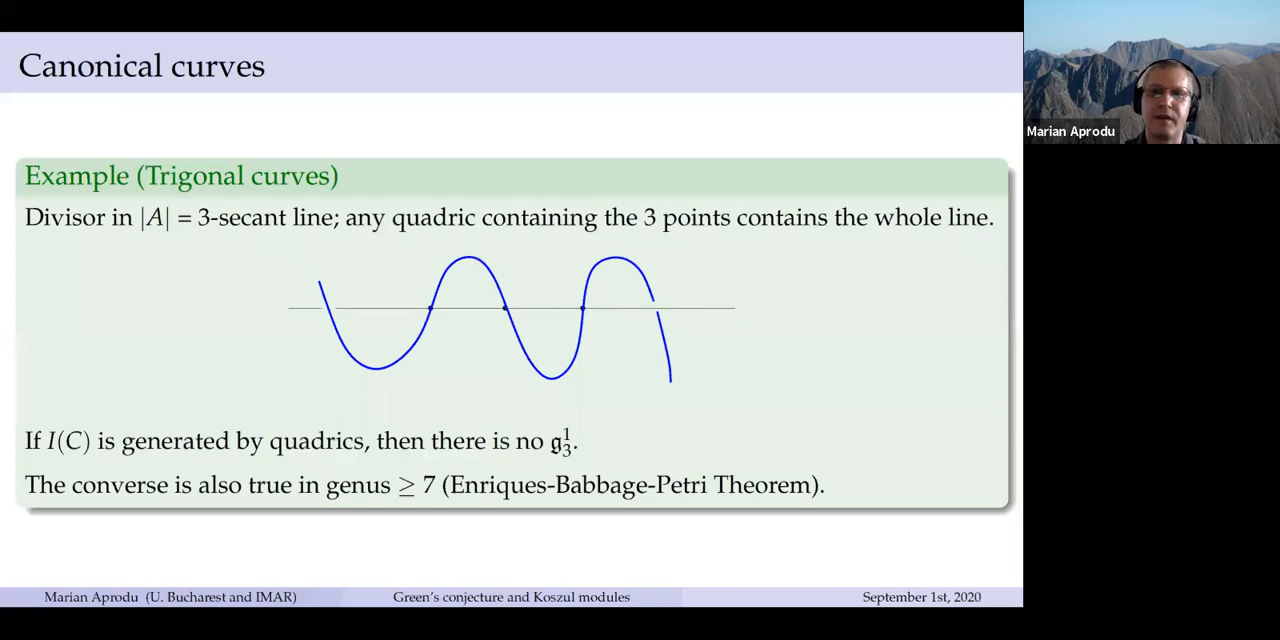 Canonical curves
Marian Aprodu
Example (Trigonal curves)
Divisor in |A| = 3-secant line; any quadric containing the 3 points contains the whole line.
If I(C) is generated by quadrics, then there is no 𝔤¹₃.
The converse is also true in genus ≥ 7 (Enriques-Babbage-Petri Theorem).
Marian Aprodu (U. Bucharest and IMAR) Green's conjecture and Koszul modules September 1st, 2020